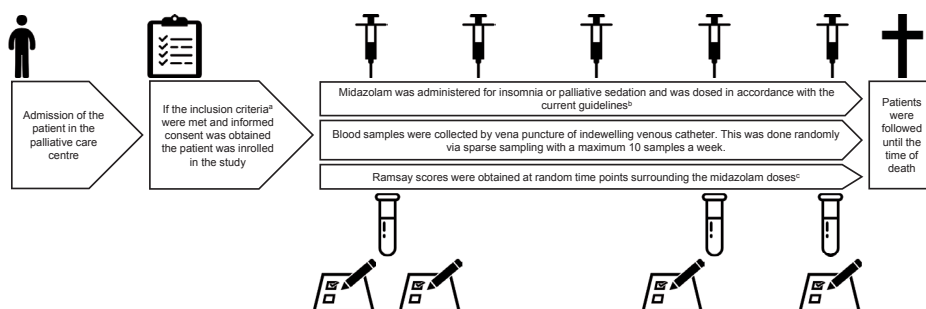 Admission of the
patient in the
palliative care
centre
If the inclusion criteriaᵃ
were met and informed
consent was obtained
the patient was inrolled
in the study
Midazolam was administered for insomnia or palliative sedation and was dosed in accordance with the
current guidelinesᵇ
Blood samples were collected by vena puncture of indewelling venous catheter. This was done randomly
via sparse sampling with a maximum 10 samples a week.
Ramsay scores were obtained at random time points surrounding the midazolam dosesᶜ
Patients
were
followed
until the
time of
death